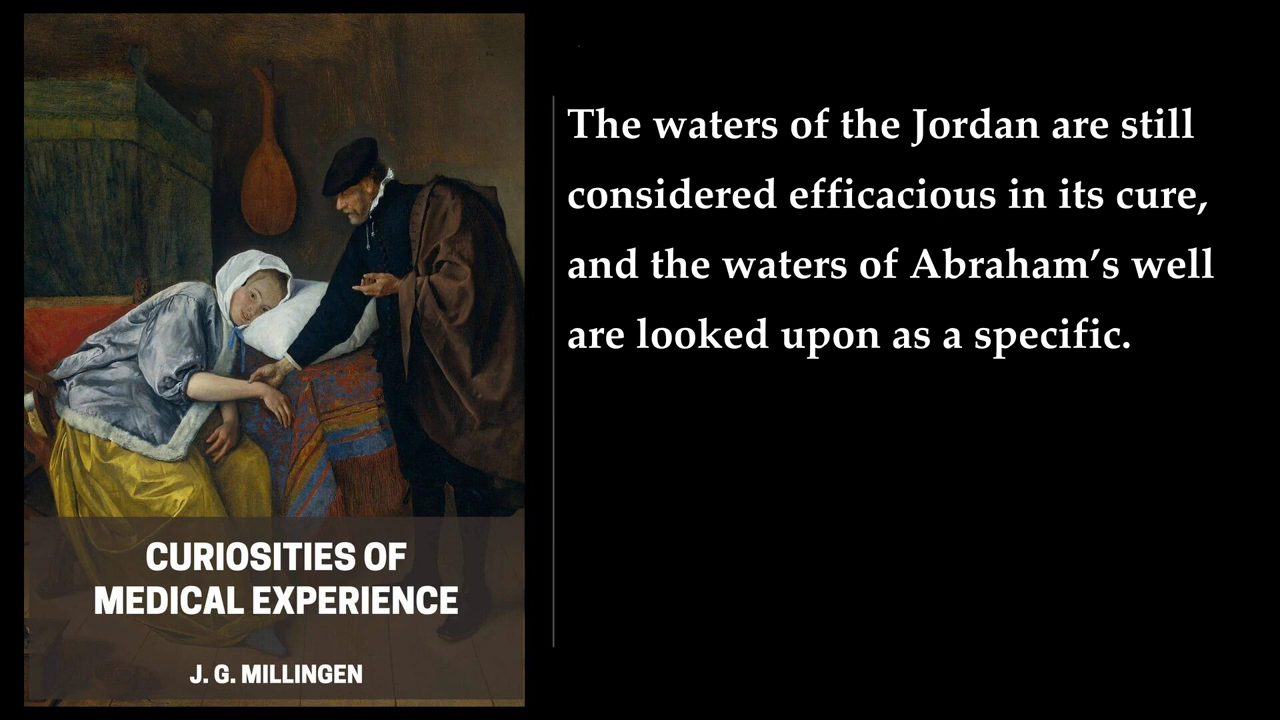 The waters of the Jordan are still
considered efficacious in its cure,
and the waters of Abraham’s well
are looked upon as a specific.
CURIOSITIES OF
MEDICAL EXPERIENCE
J. G. MILLINGEN